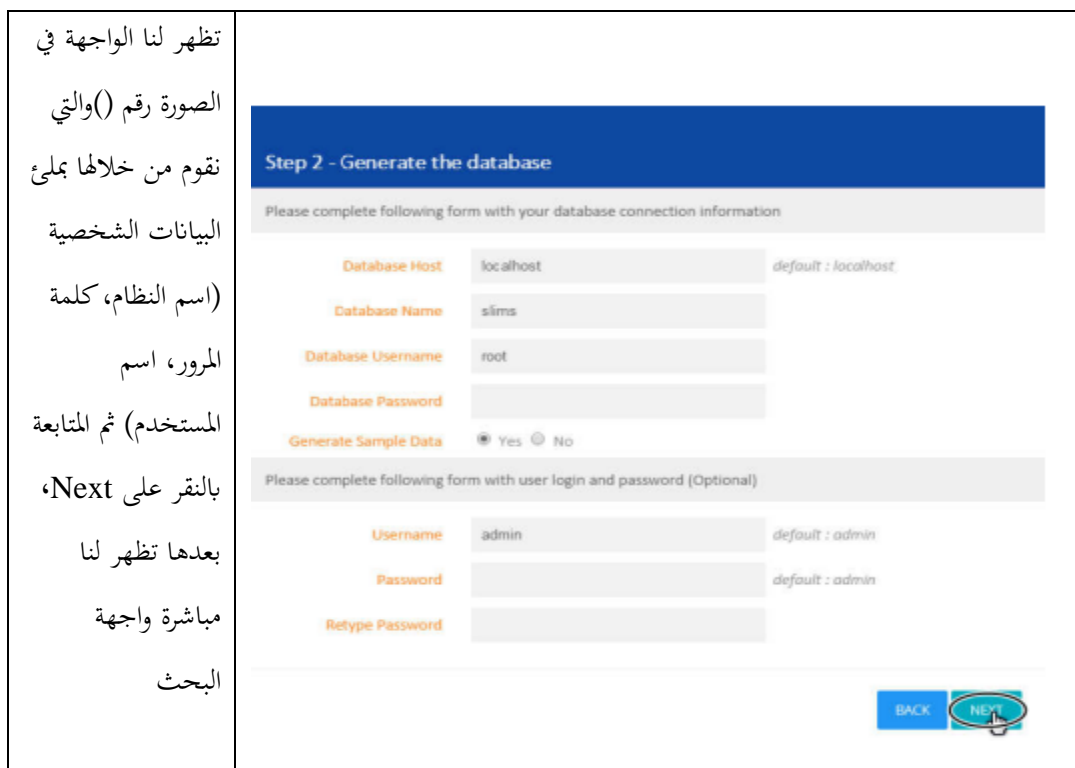 تظهر لنا الواجهة في
الصورة رقم ()والتي
نقوم من خلالها بملئ
البيانات الشخصية
(اسم النظام، كلمة
المرور، اسم
المستخدم) ثم المتابعة
بالنقر على Next،
بعدها تظهر لنا
مباشرة واجهة
البحث
Step 2 - Generate the database
Please complete following form with your database connection information
Database Host localhost default : localhost
Database Name slims
Database Username root
Database Password
Generate Sample Data Yes No
Please complete following form with user login and password (Optional)
Username admin default : admin
Password default : admin
Retype Password
BACK NEXT